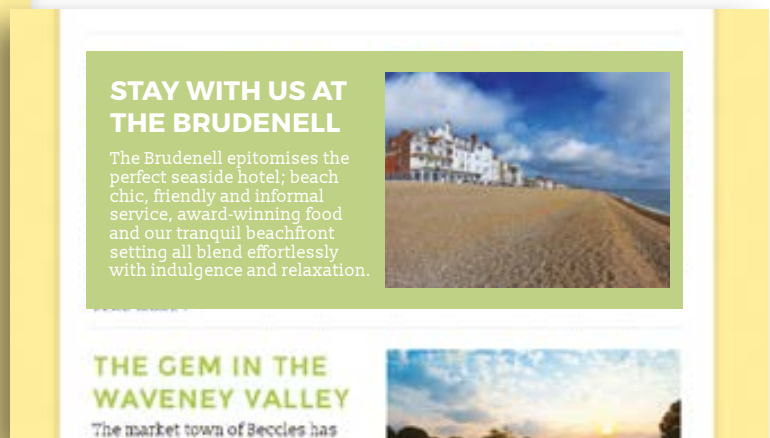 STAY WITH US AT
THE BRUDENELL
The Brudenell epitomises the
perfect seaside hotel; beach
chic, friendly and informal
service, award-winning food
and our tranquil beachfront
setting all blend effortlessly
with indulgence and relaxation.
THE GEM IN THE
WAVENEY VALLEY
The market town of Beccles has